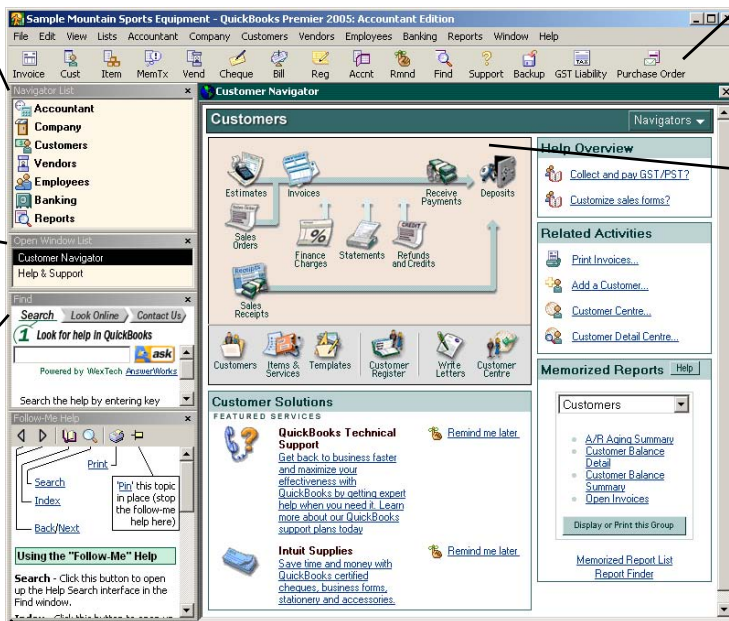 Sample Mountain Sports Equipment - QuickBooks Premier 2005: Accountant Edition
File Edit View Lists Accountant Company Customers Vendors Employees Banking Reports Window Help
Invoice Cust Item MemTx Vend Cheque Bill Reg Accnt Rmnd Find Support Backup GST Liability Purchase Order
Navigator List
Accountant
Company
Customers
Vendors
Employees
Banking
Reports
Open Window List
Customer Navigator
Help & Support
Find
Search Look Online Contact Us
1 Look for help in QuickBooks
ask
Powered by WexTech AnswerWorks
Search the help by entering key
Follow-Me Help
Print
Search
Index
Back/Next
'Pin' this topic
in place (stop
the follow-me
help here)
Using the "Follow-Me" Help
Search - Click this button to open
up the Help Search interface in the
Find window.
Index - Click this button to open up
Customer Navigator
Customers
Navigators
Estimates
Invoices
Receive
Payments
Deposits
Sales
Orders
Finance
Charges
Statements
Refunds
and Credits
CREDIT
Receipts
Sales
Receipts
Customers
Items &
Services
Templates
Customer
Register
Write
Letters
Customer
Centre
Customer Solutions
FEATURED SERVICES
QuickBooks Technical
Support
Remind me later
Get back to business faster
and maximize your
effectiveness with
QuickBooks by getting expert
help when you need it. Learn
more about our QuickBooks
support plans today
Intuit Supplies
Remind me later
Save time and money with
QuickBooks certified
cheques, business forms,
stationery and accessories.
Help Overview
Collect and pay GST/PST?
Customize sales forms?
Related Activities
Print Invoices...
Add a Customer...
Customer Centre...
Customer Detail Centre...
Memorized Reports Help
Customers
A/R Aging Summary
Customer Balance
Detail
Customer Balance
Summary
Open Invoices
Display or Print this Group
Memorized Report List
Report Finder